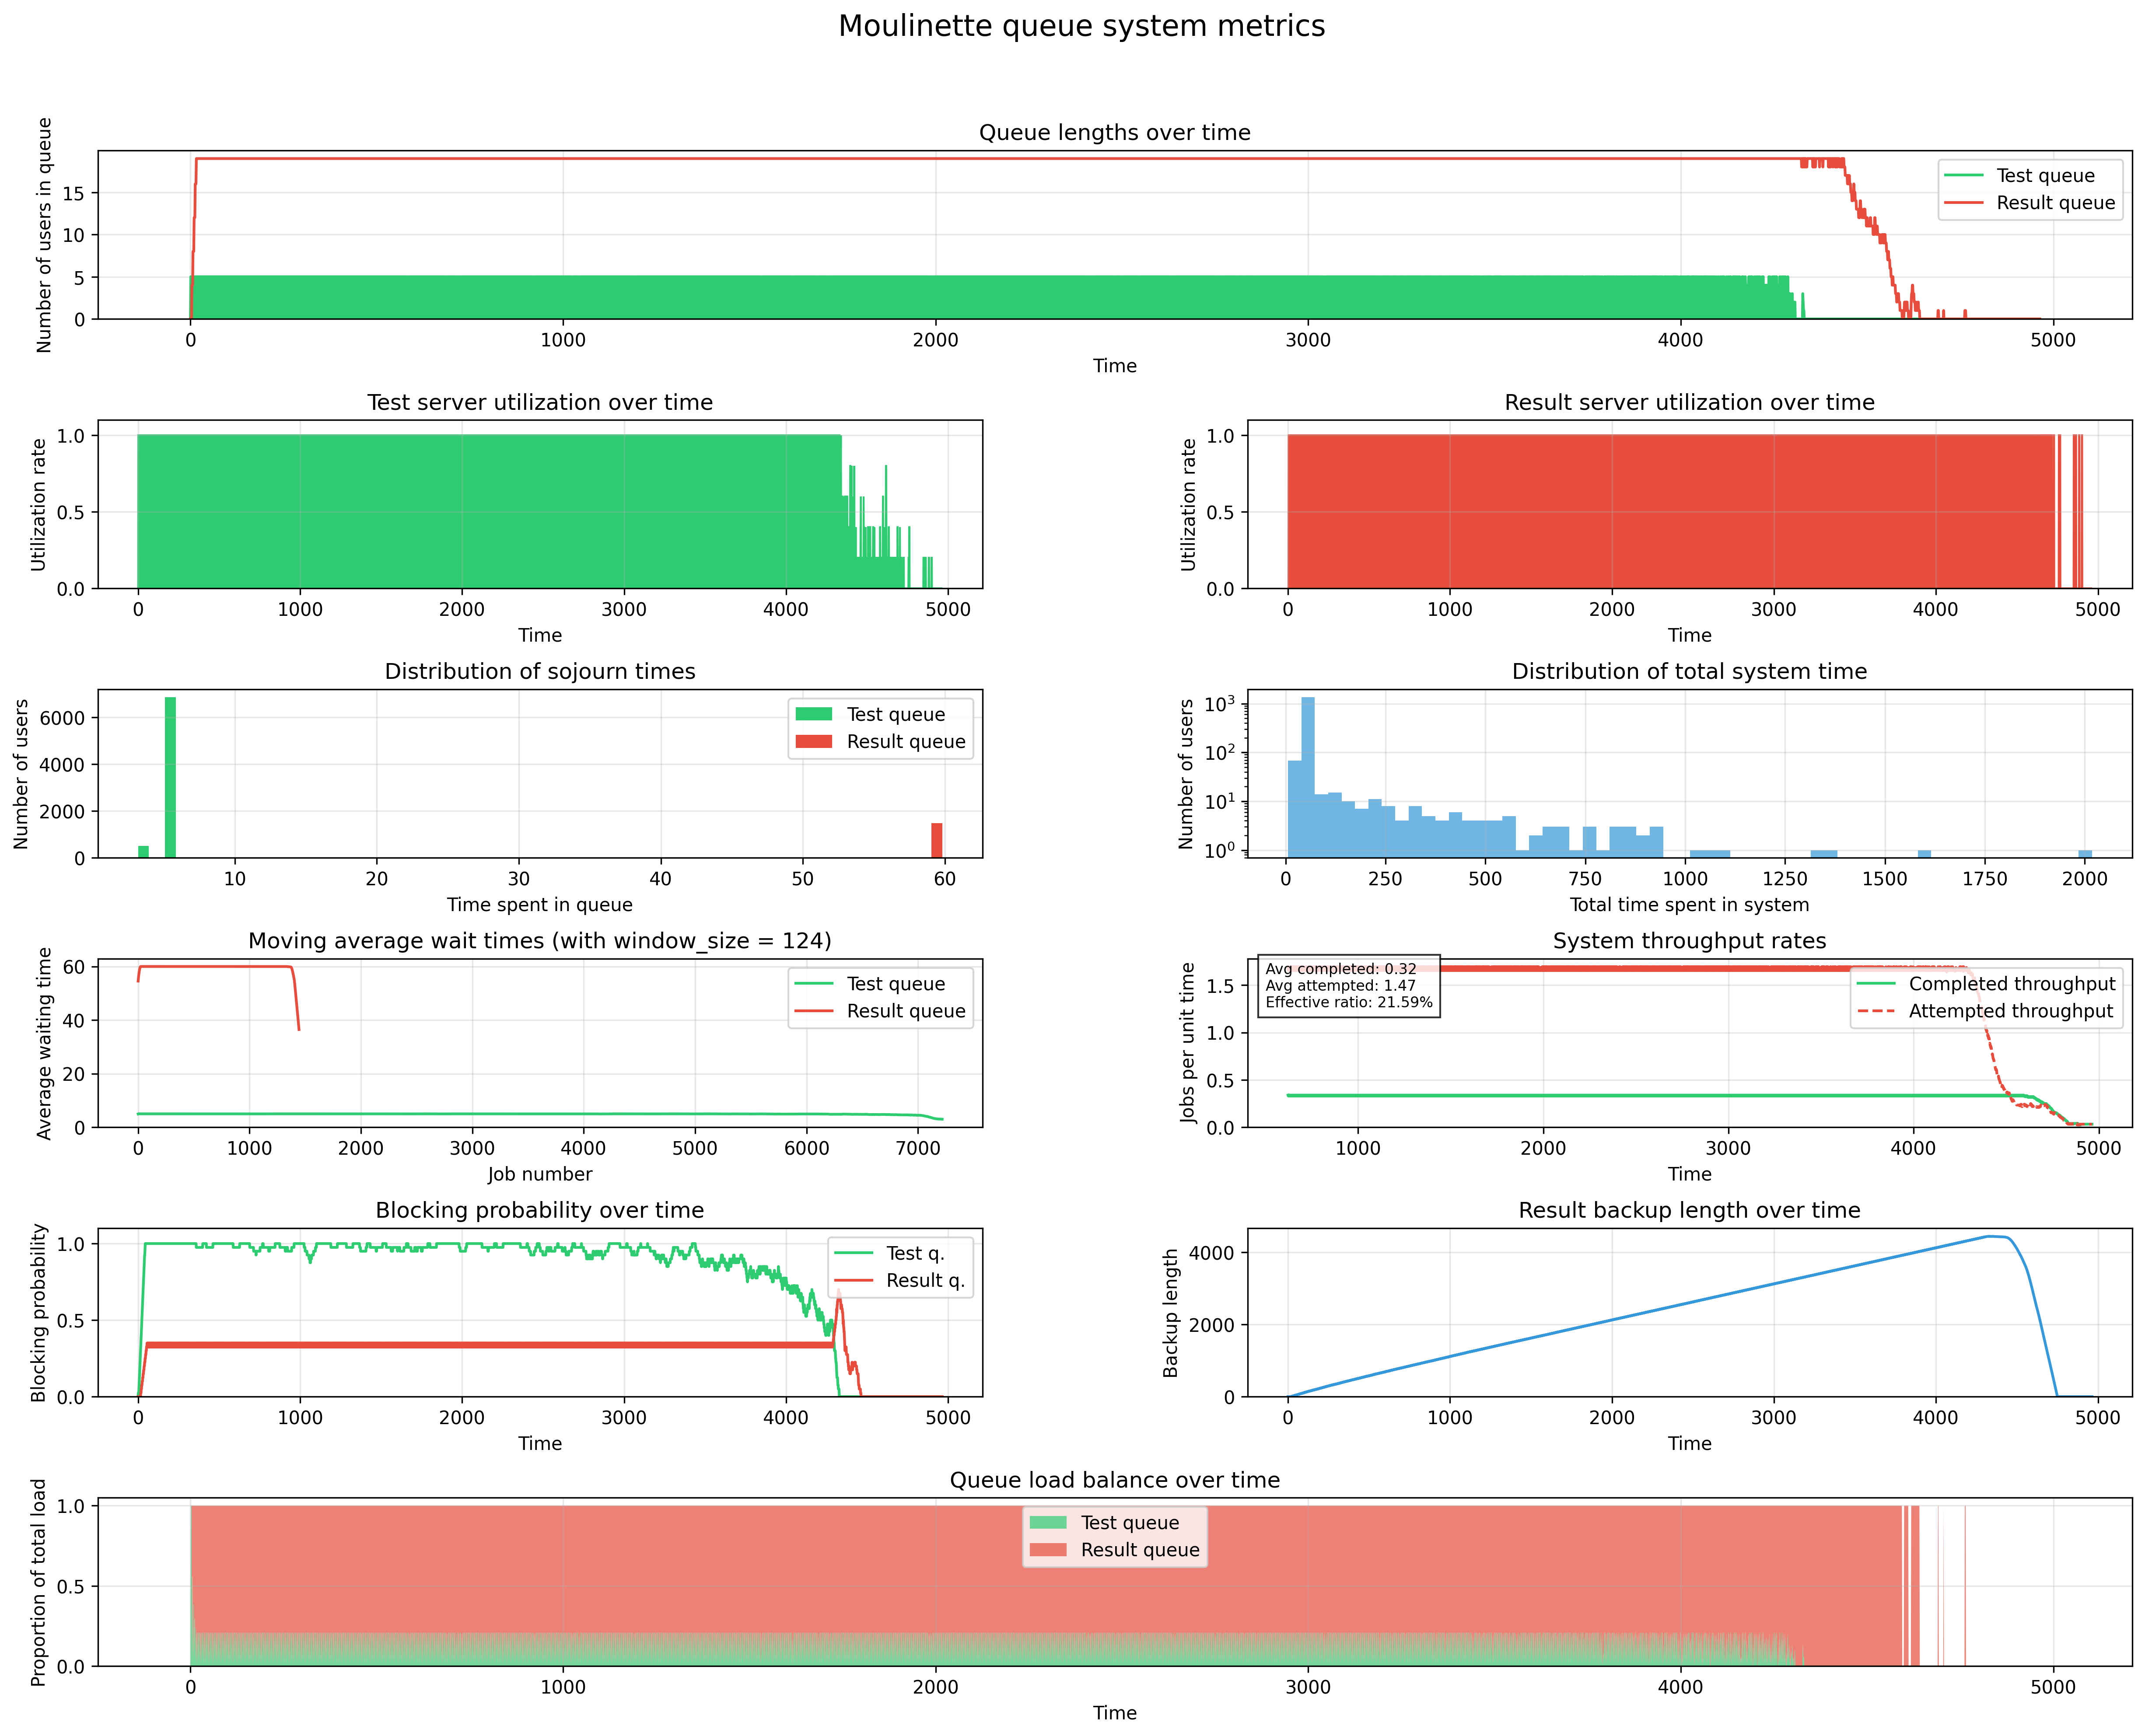 Moulinette queue system metrics
Queue lengths over time
Number of users in queue
15
10
5
0
Test queue
Result queue
0 1000 2000 3000 4000 5000
Time
Test server utilization over time
Utilization rate
1.0
0.5
0.0
0 1000 2000 3000 4000 5000
Time
Result server utilization over time
Utilization rate
1.0
0.5
0.0
0 1000 2000 3000 4000 5000
Time
Distribution of sojourn times
Number of users
6000
4000
2000
0
Test queue
Result queue
10 20 30 40 50 60
Time spent in queue
Distribution of total system time
Number of users
10³
10²
10¹
10⁰
0 250 500 750 1000 1250 1500 1750 2000
Total time spent in system
Moving average wait times (with window_size = 124)
Average waiting time
60
40
20
0
Test queue
Result queue
0 1000 2000 3000 4000 5000 6000 7000
Job number
System throughput rates
Jobs per unit time
1.5
1.0
0.5
0.0
Avg completed: 0.32
Avg attempted: 1.47
Effective ratio: 21.59%
Completed throughput
Attempted throughput
1000 2000 3000 4000 5000
Time
Blocking probability over time
Blocking probability
1.0
0.5
0.0
Test q.
Result q.
0 1000 2000 3000 4000 5000
Time
Result backup length over time
Backup length
4000
2000
0
0 1000 2000 3000 4000 5000
Time
Queue load balance over time
Proportion of total load
1.0
0.5
0.0
Test queue
Result queue
0 1000 2000 3000 4000 5000
Time